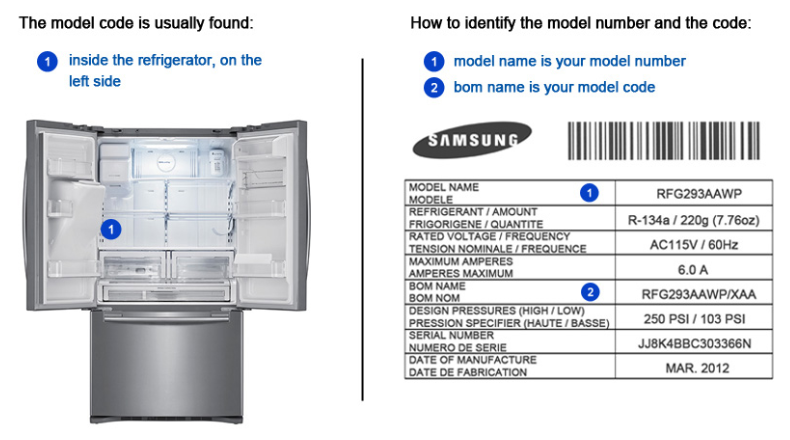 The model code is usually found:
1 inside the refrigerator, on the
left side
1
How to identify the model number and the code:
1 model name is your model number
2 bom name is your model code
SAMSUNG
MODEL NAME
MODELE
1
RFG293AAWP
REFRIGERANT / AMOUNT
FRIGORIGENE / QUANTITE
R-134a / 220g (7.76oz)
RATED VOLTAGE / FREQUENCY
TENSION NOMINALE / FREQUENCE
AC115V / 60Hz
MAXIMUM AMPERES
AMPERES MAXIMUM
6.0 A
BOM NAME
BOM NOM
2
RFG293AAWP/XAA
DESIGN PRESSURES (HIGH / LOW)
PRESSION SPECIFIER (HAUTE / BASSE)
250 PSI / 103 PSI
SERIAL NUMBER
NUMERO DE SERIE
JJ8K4BBC303366N
DATE OF MANUFACTURE
DATE DE FABRICATION
MAR. 2012